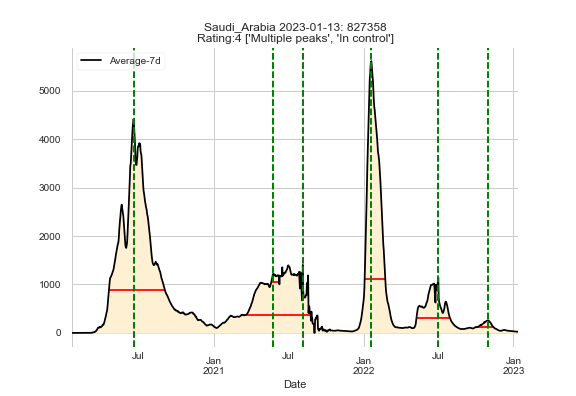 Saudi_Arabia 2023-01-13: 827358
Rating:4 ['Multiple peaks', 'In control']
Average-7d
5000
4000
3000
2000
1000
0
Jul
Jan
2021
Jul
Jan
2022
Jul
Jan
2023
Date